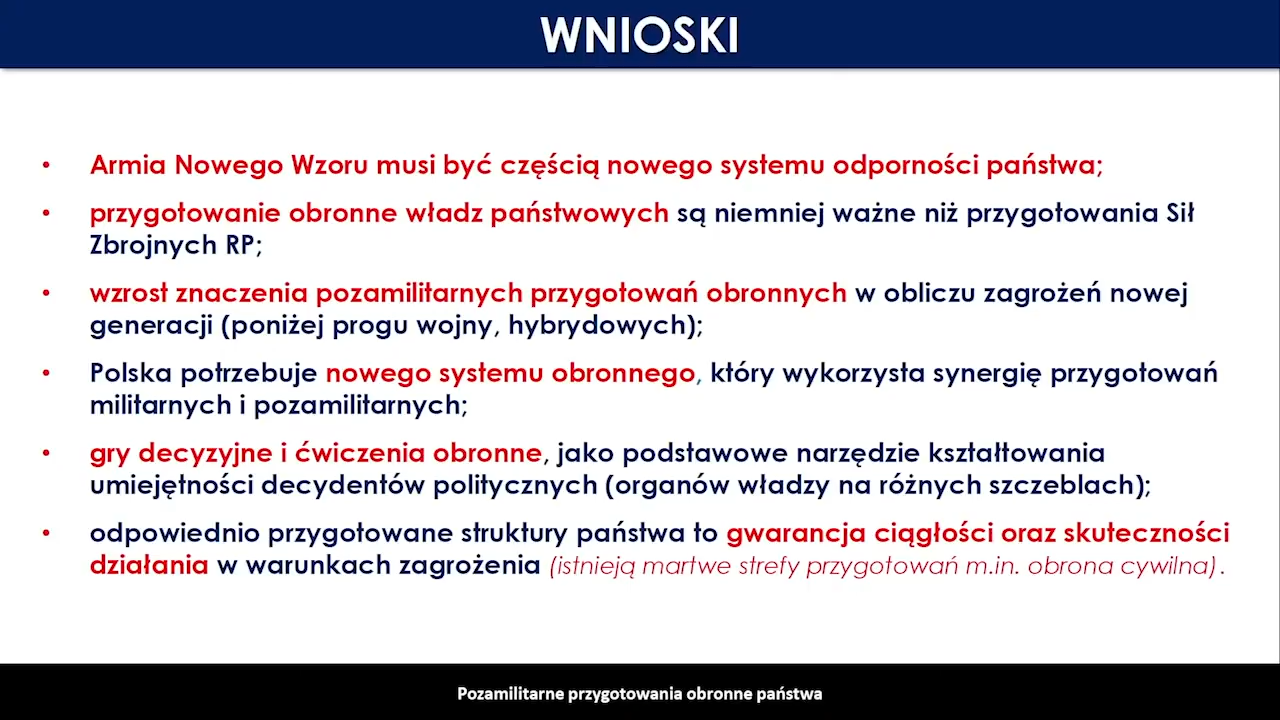 WNIOSKI
• Armia Nowego Wzoru musi być częścią nowego systemu odporności państwa;
• przygotowanie obronne władz państwowych są niemniej ważne niż przygotowania Sił
Zbrojnych RP;
• wzrost znaczenia pozamilitarnych przygotowań obronnych w obliczu zagrożeń nowej
generacji (poniżej progu wojny, hybrydowych);
• Polska potrzebuje nowego systemu obronnego, który wykorzysta synergię przygotowań
militarnych i pozamilitarnych;
• gry decyzyjne i ćwiczenia obronne, jako podstawowe narzędzie kształtowania
umiejętności decydentów politycznych (organów władzy na różnych szczeblach);
• odpowiednio przygotowane struktury państwa to gwarancja ciągłości oraz skuteczności
działania w warunkach zagrożenia (istnieją martwe strefy przygotowań m.in. obrona cywilna).
Pozamilitarne przygotowania obronne państwa